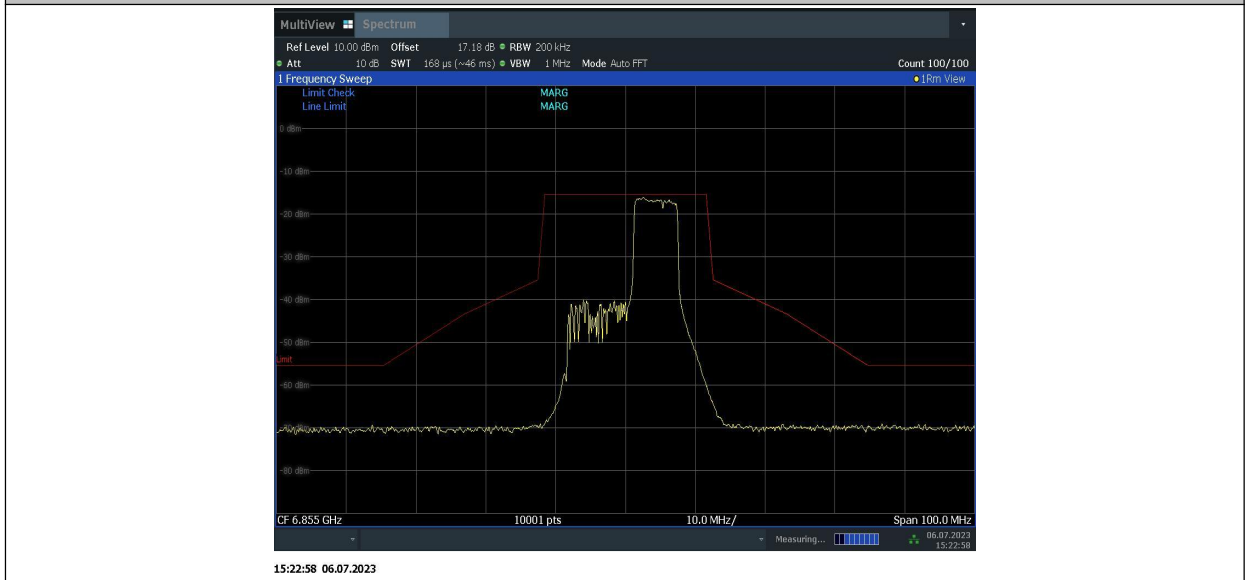 MultiView Spectrum
Ref Level 10.00 dBm Offset 17.18 dB RBW 200 kHz
Att 10 dB SWT 168 µs (~46 ms) VBW 1 MHz Mode Auto FFT Count 100/100
1 Frequency Sweep 1Rm View
Limit Check MARG
Line Limit MARG
0 dBm
-10 dBm
-20 dBm
-30 dBm
-40 dBm
-50 dBm
Limit
-60 dBm
-80 dBm
CF 6.855 GHz 10001 pts 10.0 MHz/ Span 100.0 MHz
Measuring... 06.07.2023
15:22:58
15:22:58 06.07.2023